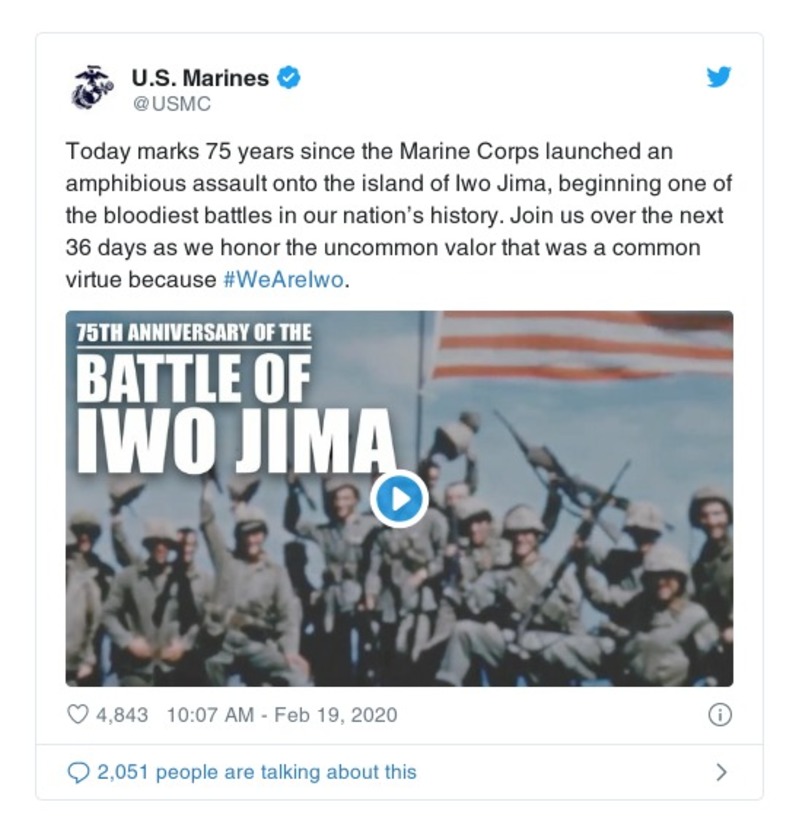 U.S. Marines
@USMC
Today marks 75 years since the Marine Corps launched an
amphibious assault onto the island of Iwo Jima, beginning one of
the bloodiest battles in our nation’s history. Join us over the next
36 days as we honor the uncommon valor that was a common
virtue because #WeAreIwo.
75TH ANNIVERSARY OF THE
BATTLE OF
IWO JIMA
4,843 10:07 AM - Feb 19, 2020
2,051 people are talking about this